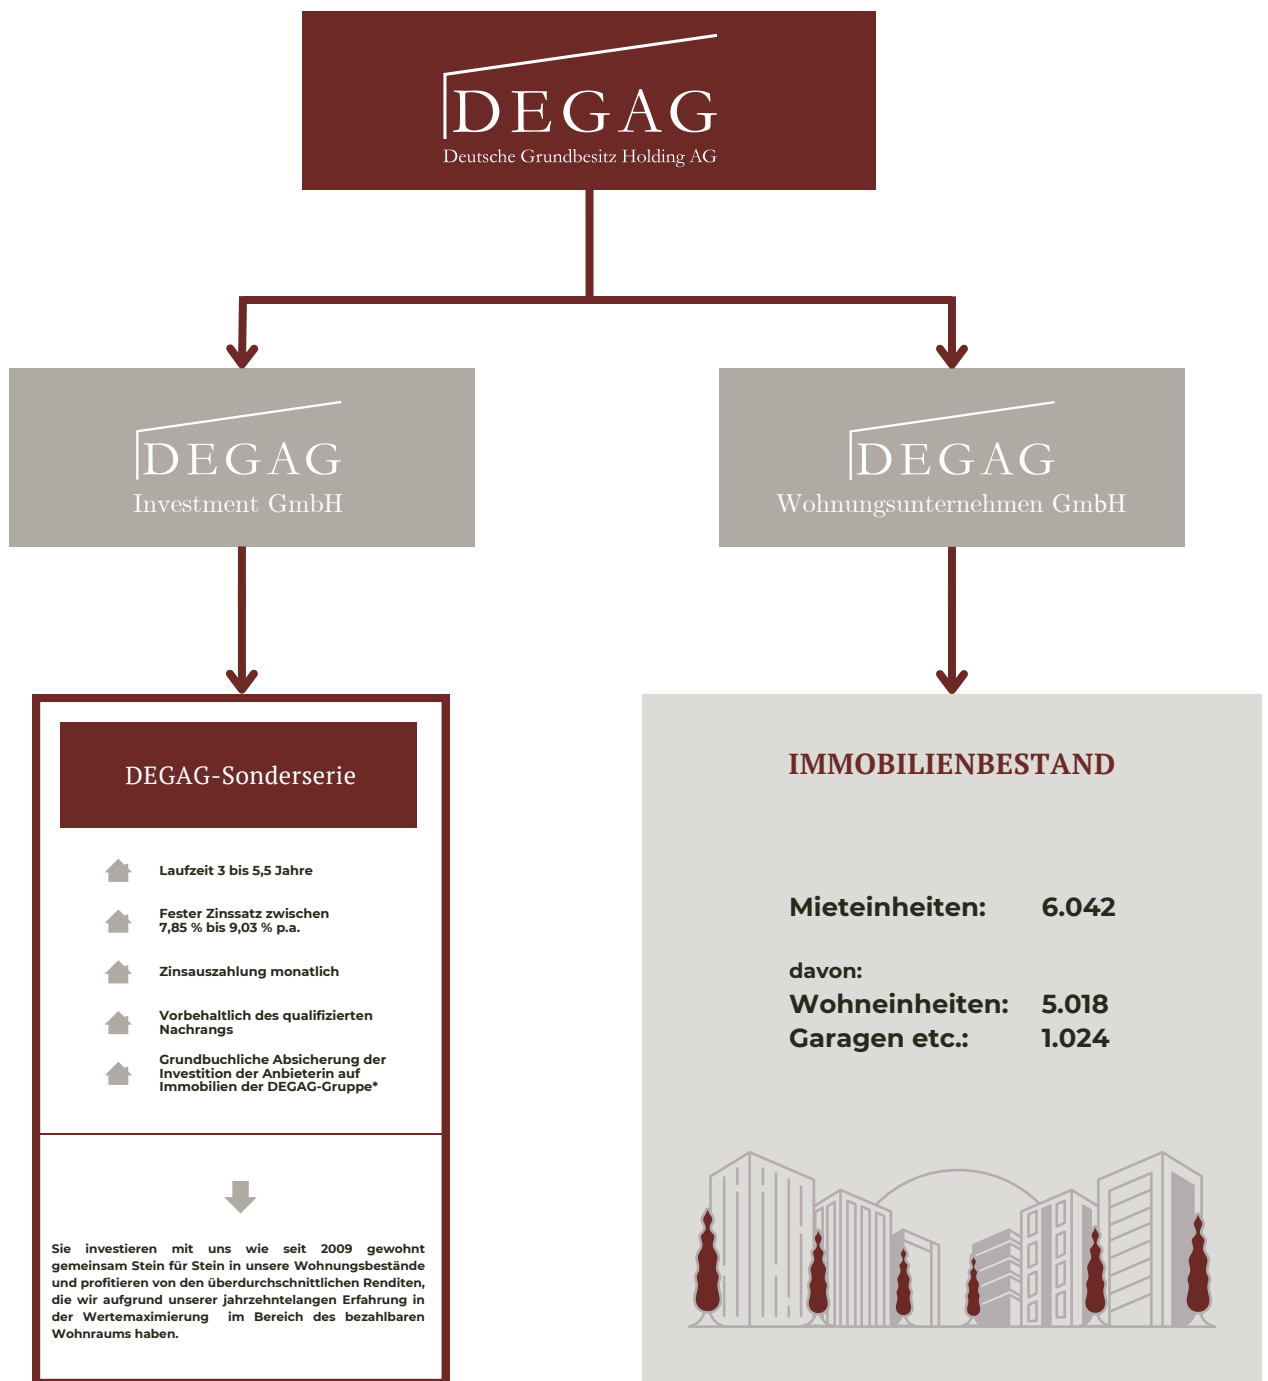 DEGAG
Deutsche Grundbesitz Holding AG
DEGAG
Investment GmbH
DEGAG
Wohnungsunternehmen GmbH
DEGAG-Sonderserie
Laufzeit 3 bis 5,5 Jahre
Fester Zinssatz zwischen
7,85 % bis 9,03 % p.a.
Zinsauszahlung monatlich
Vorbehaltlich des qualifizierten
Nachrangs
Grundbuchliche Absicherung der
Investition der Anbieterin auf
Immobilien der DEGAG-Gruppe*
Sie investieren mit uns wie seit 2009 gewohnt
gemeinsam Stein für Stein in unsere Wohnungsbestände
und profitieren von den überdurchschnittlichen Renditen,
die wir aufgrund unserer jahrzehntelangen Erfahrung in
der Wertemaximierung im Bereich des bezahlbaren
Wohnraums haben.
IMMOBILIENBESTAND
Mieteinheiten: 6.042
davon:
Wohneinheiten: 5.018
Garagen etc.: 1.024